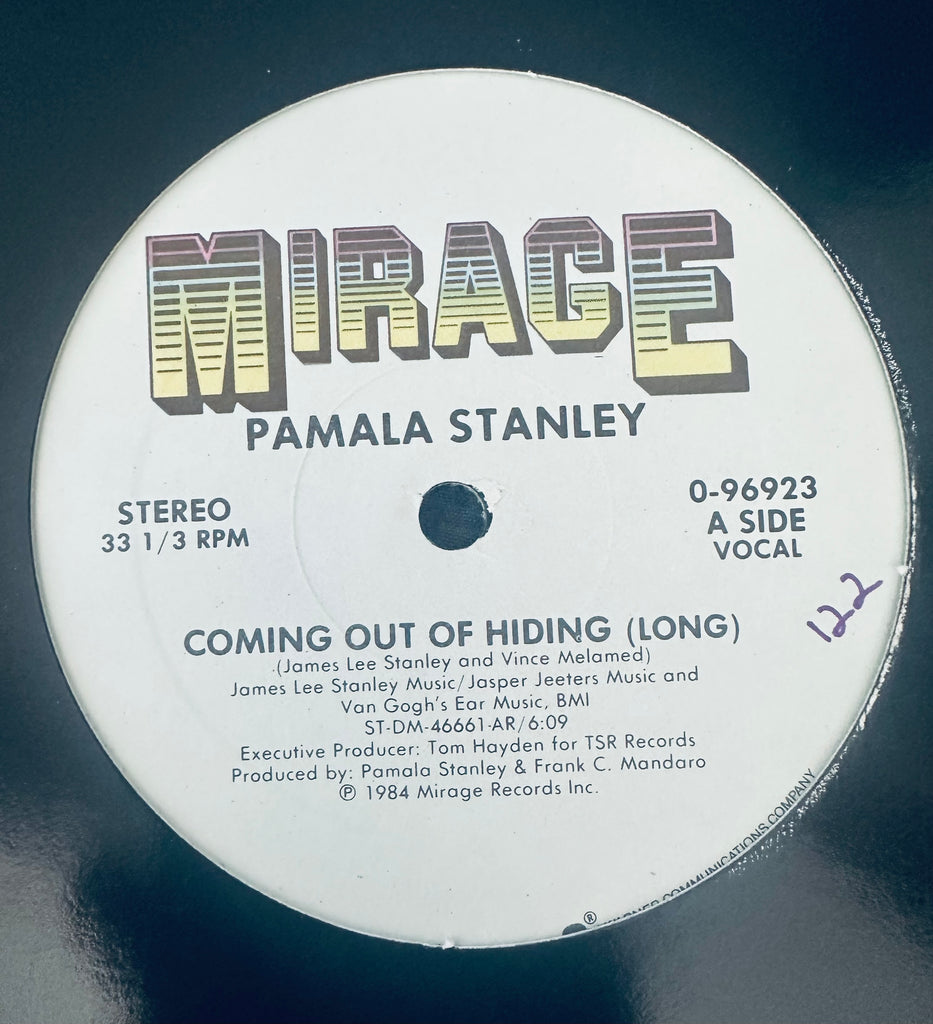 MIRAGE
PAMALA STANLEY
STEREO
33 1/3 RPM
0-96923
A SIDE
VOCAL
122
COMING OUT OF HIDING (LONG)
(James Lee Stanley and Vince Melamed)
James Lee Stanley Music/Jasper Jeeters Music and
Van Gogh's Ear Music, BMI
ST-DM-46661-AR/6:09
Executive Producer: Tom Hayden for TSR Records
Produced by: Pamala Stanley & Frank C. Mandaro
℗ 1984 Mirage Records Inc.
® COMMUNICATIONS COMPANY